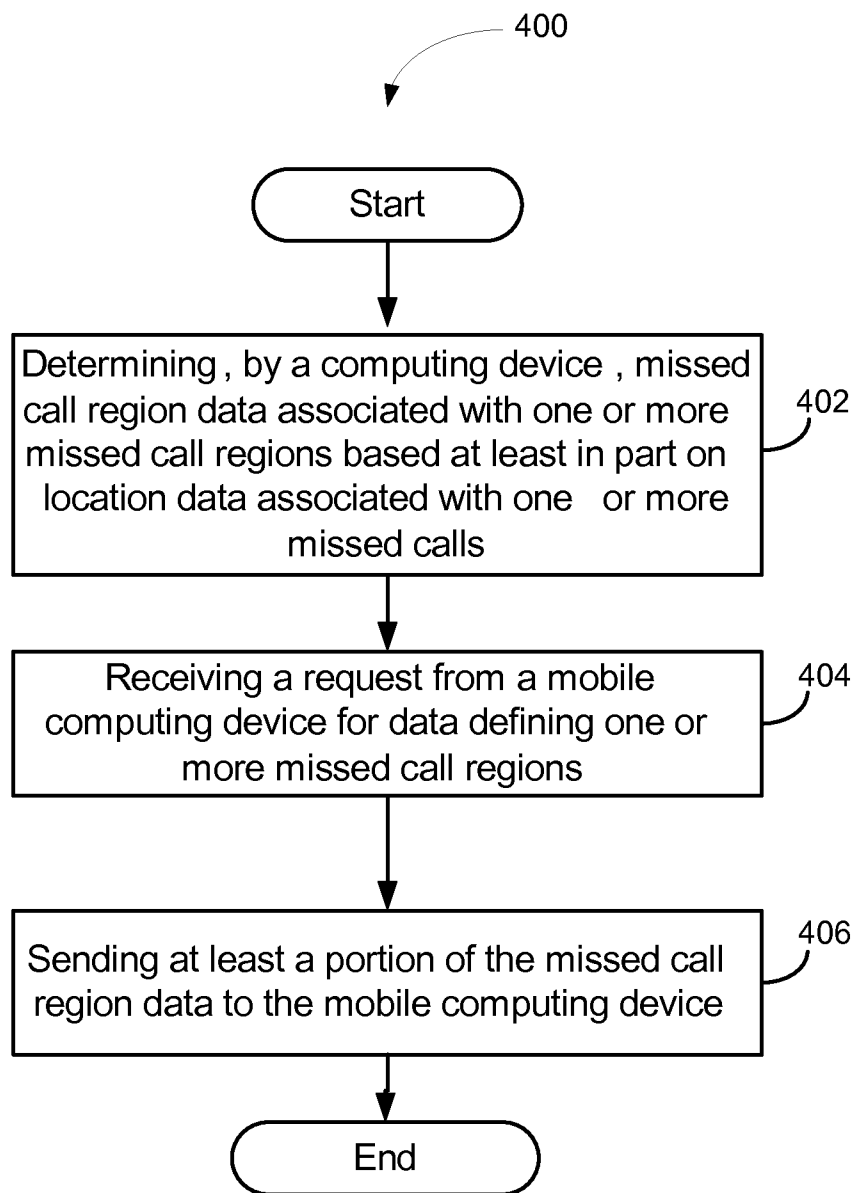 400
Start
Determining , by a computing device , missed
call region data associated with one or more
missed call regions based at least in part on
location data associated with one or more
missed calls
402
Receiving a request from a mobile
computing device for data defining one or
more missed call regions
404
Sending at least a portion of the missed call
region data to the mobile computing device
406
End